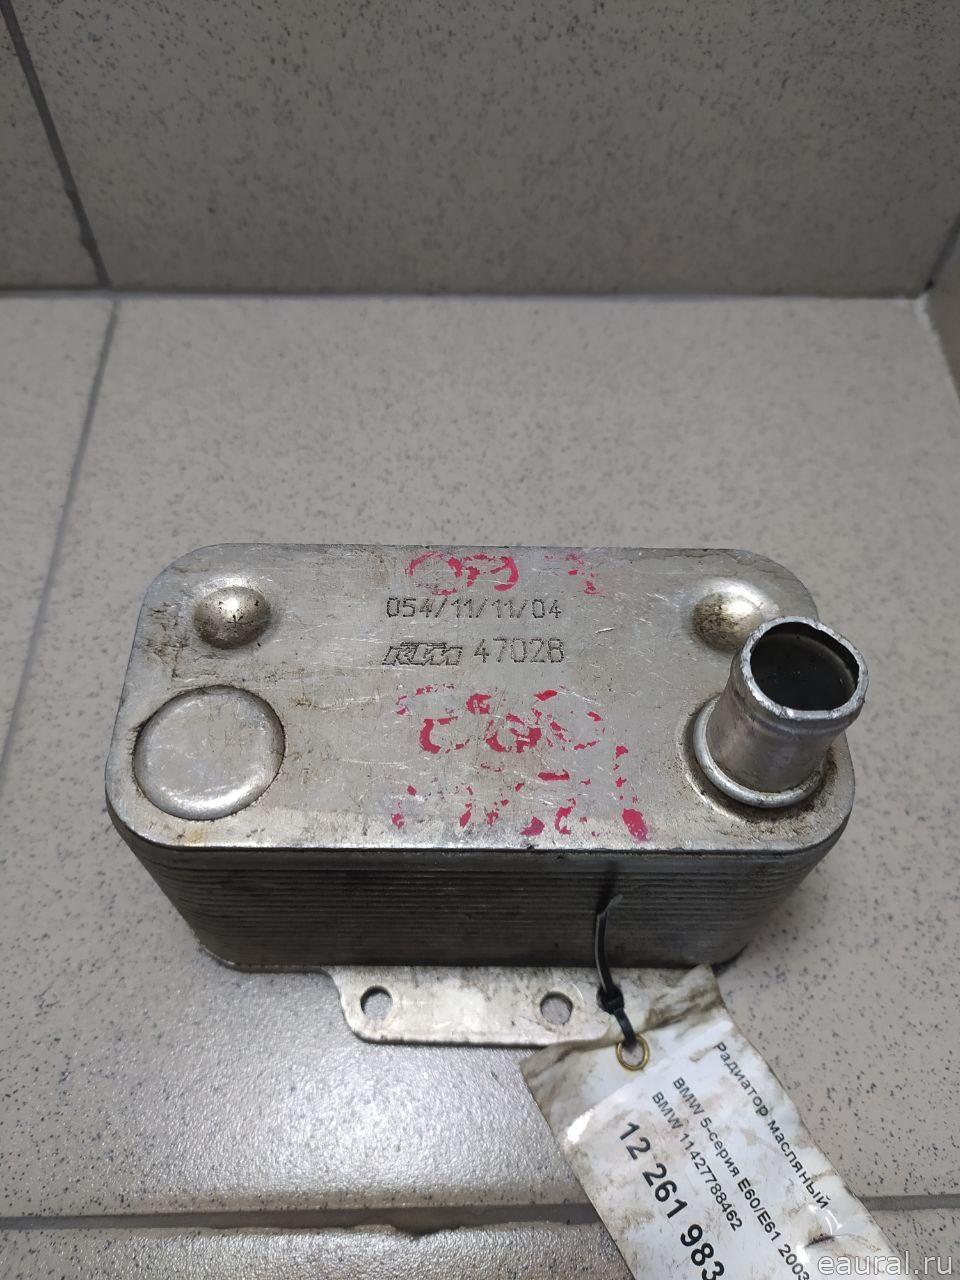 054/11/11/04
KTM 47028
Радиатор масляный
BMW 5-серия E60/E61 2003
BMW 11427788462
12 261 983
eaural.ru